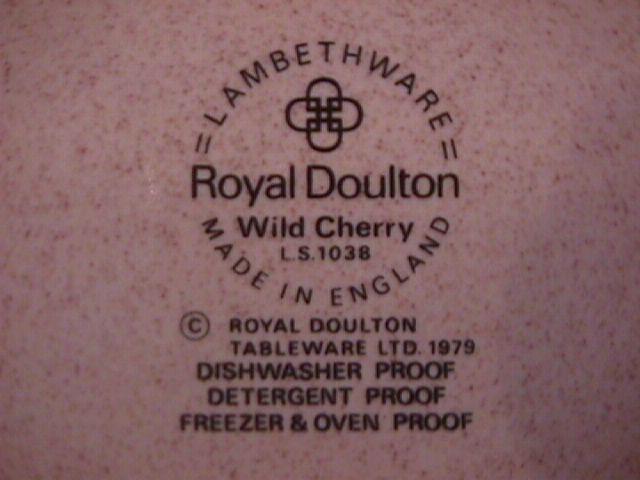 =LAMBETHWARE=
Royal Doulton
Wild Cherry
L.S.1038
MADE IN ENGLAND
© ROYAL DOULTON
TABLEWARE LTD. 1979
DISHWASHER PROOF
DETERGENT PROOF
FREEZER & OVEN PROOF